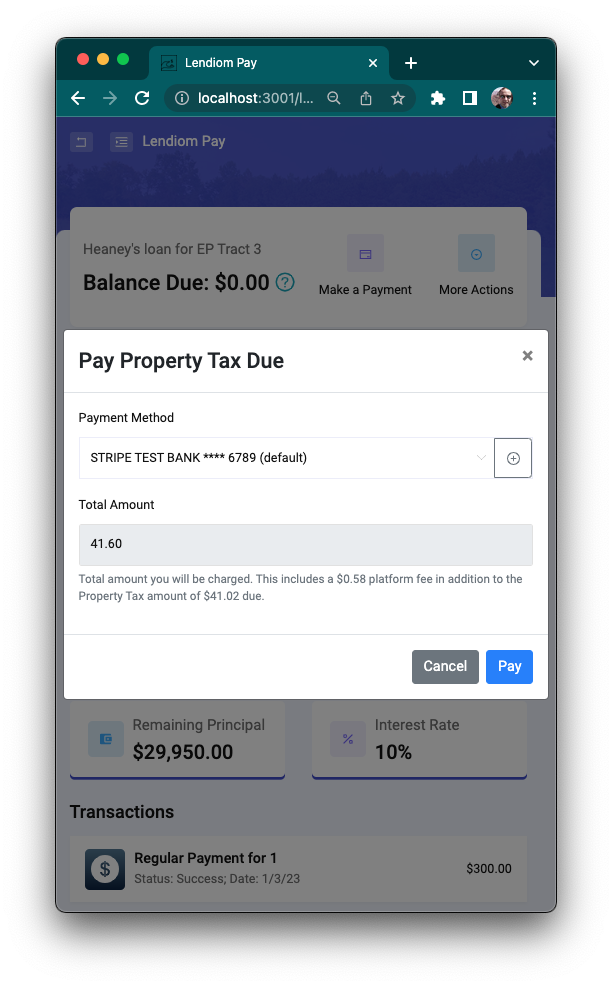 Lendiom Pay
localhost:3001/l...
Lendiom Pay
Heaney's loan for EP Tract 3
Balance Due: $0.00
Make a Payment
More Actions
Pay Property Tax Due
Payment Method
STRIPE TEST BANK **** 6789 (default)
Total Amount
41.60
Total amount you will be charged. This includes a $0.58 platform fee in addition to the
Property Tax amount of $41.02 due.
Cancel
Pay
Remaining Principal
$29,950.00
Interest Rate
10%
Transactions
Regular Payment for 1
Status: Success; Date: 1/3/23
$300.00